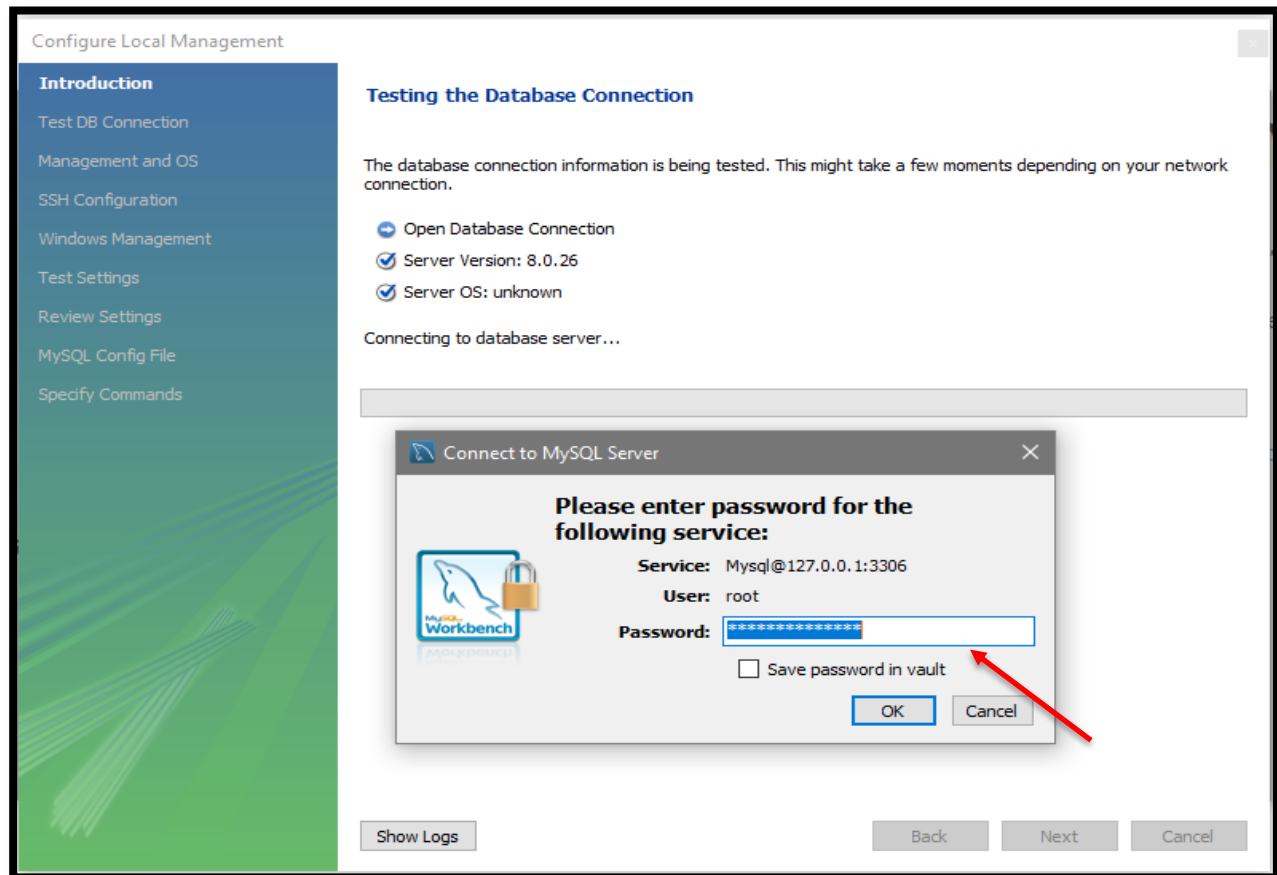 Configure Local Management
Introduction
Test DB Connection
Management and OS
SSH Configuration
Windows Management
Test Settings
Review Settings
MySQL Config File
Specify Commands
Testing the Database Connection
The database connection information is being tested. This might take a few moments depending on your network
connection.
Open Database Connection
Server Version: 8.0.26
Server OS: unknown
Connecting to database server...
Connect to MySQL Server
Please enter password for the
following service:
Service: Mysql@127.0.0.1:3306
User: root
Password: **************
MySQL
Workbench
Save password in vault
OK Cancel
Show Logs Back Next Cancel